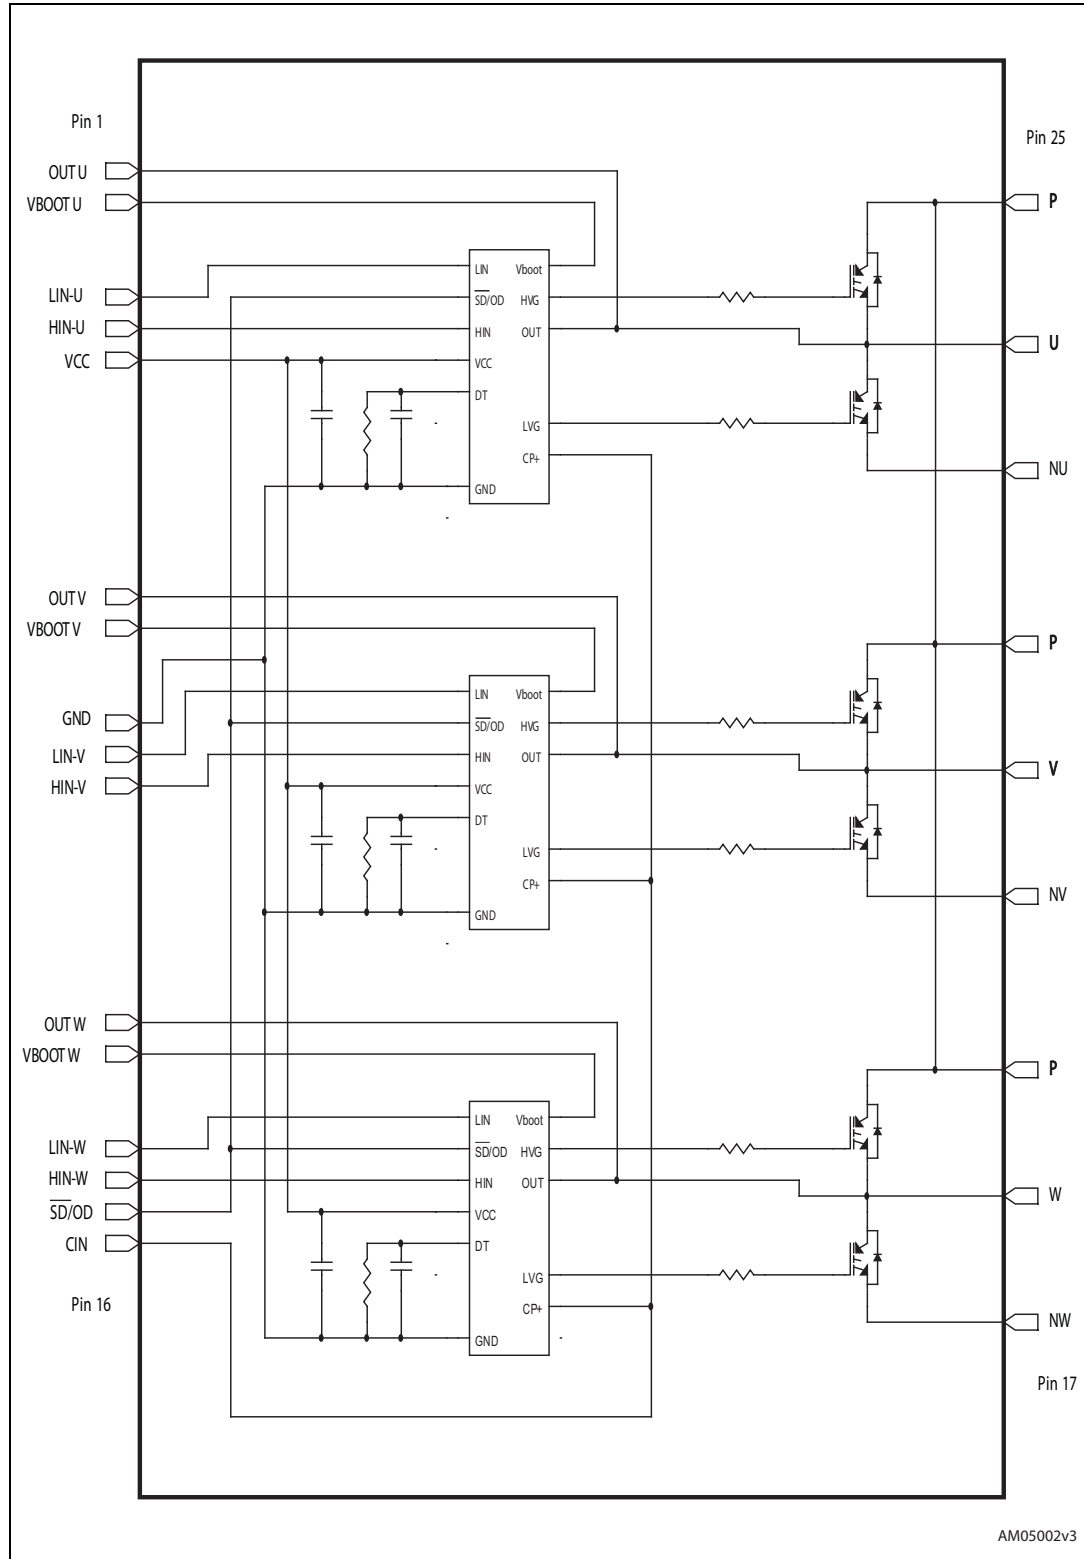 Pin 1
Pin 25
OUT U
VBOOT U
P
LIN
Vboot
LIN-U
SD/OD
HVG
HIN-U
HIN
OUT
U
VCC
VCC
DT
LVG
CP+
NU
GND
OUT V
VBOOT V
P
GND
LIN
Vboot
SD/OD
HVG
LIN-V
HIN
OUT
V
HIN-V
VCC
DT
LVG
CP+
NV
GND
OUT W
VBOOT W
P
LIN
Vboot
LIN-W
SD/OD
HVG
HIN-W
HIN
OUT
W
SD/OD
VCC
CIN
DT
LVG
Pin 16
CP+
NW
GND
Pin 17
AM05002v3